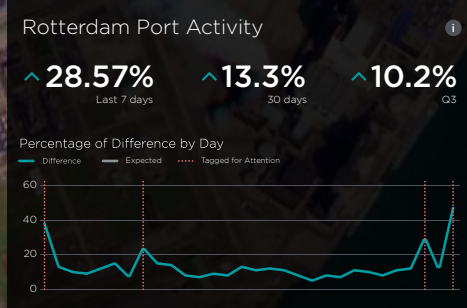 Rotterdam Port Activity
i
28.57%
Last 7 days
13.3%
30 days
10.2%
Q3
Percentage of Difference by Day
Difference
Expected
Tagged for Attention
60
40
20
0